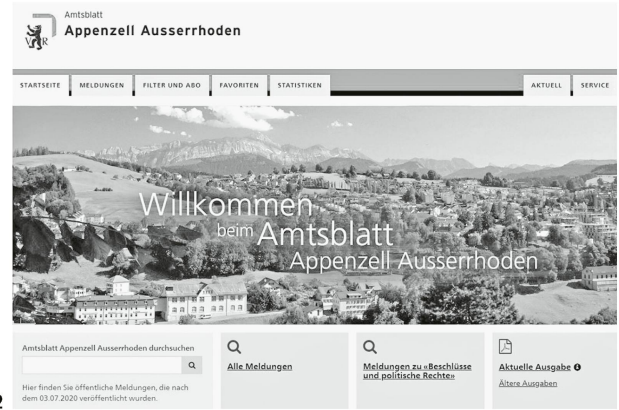 Amtsblatt
Appenzell Ausserrhoden
V R
STARTSEITE MELDUNGEN FILTER UND ABO FAVORITEN STATISTIKEN AKTUELL SERVICE
Willkommen
beim Amtsblatt
Appenzell Ausserrhoden
Amtsblatt Appenzell Ausserrhoden durchsuchen
Hier finden Sie öffentliche Meldungen, die nach
dem 03.07.2020 veröffentlicht wurden.
Alle Meldungen
Meldungen zu «Beschlüsse
und politische Rechte»
Aktuelle Ausgabe
Ältere Ausgaben
2